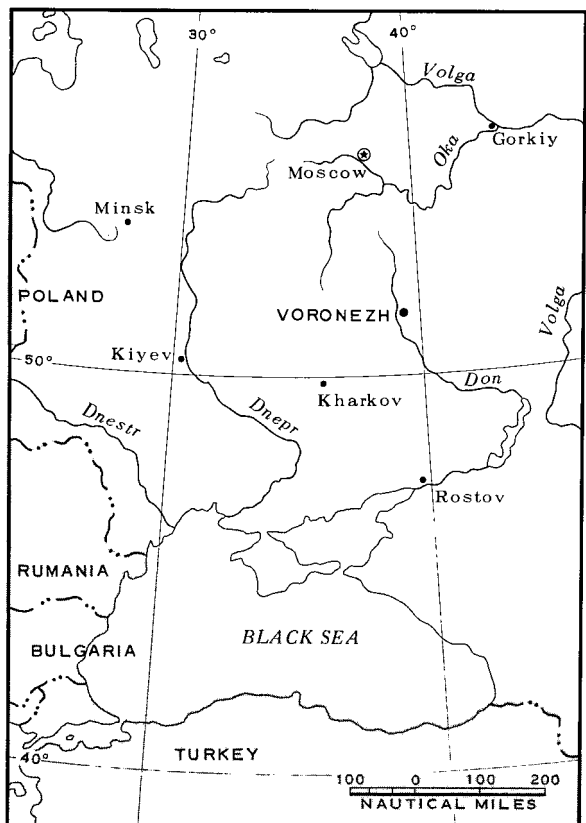 30°
40°
Volga
Gorkiy
Oka
Moscow
Minsk
POLAND
VORONEZH
Volga
Kiyev
50°
Don
Kharkov
Dnestr
Dnepr
Rostov
RUMANIA
BLACK SEA
BULGARIA
TURKEY
40°
100 0 100 200
NAUTICAL MILES